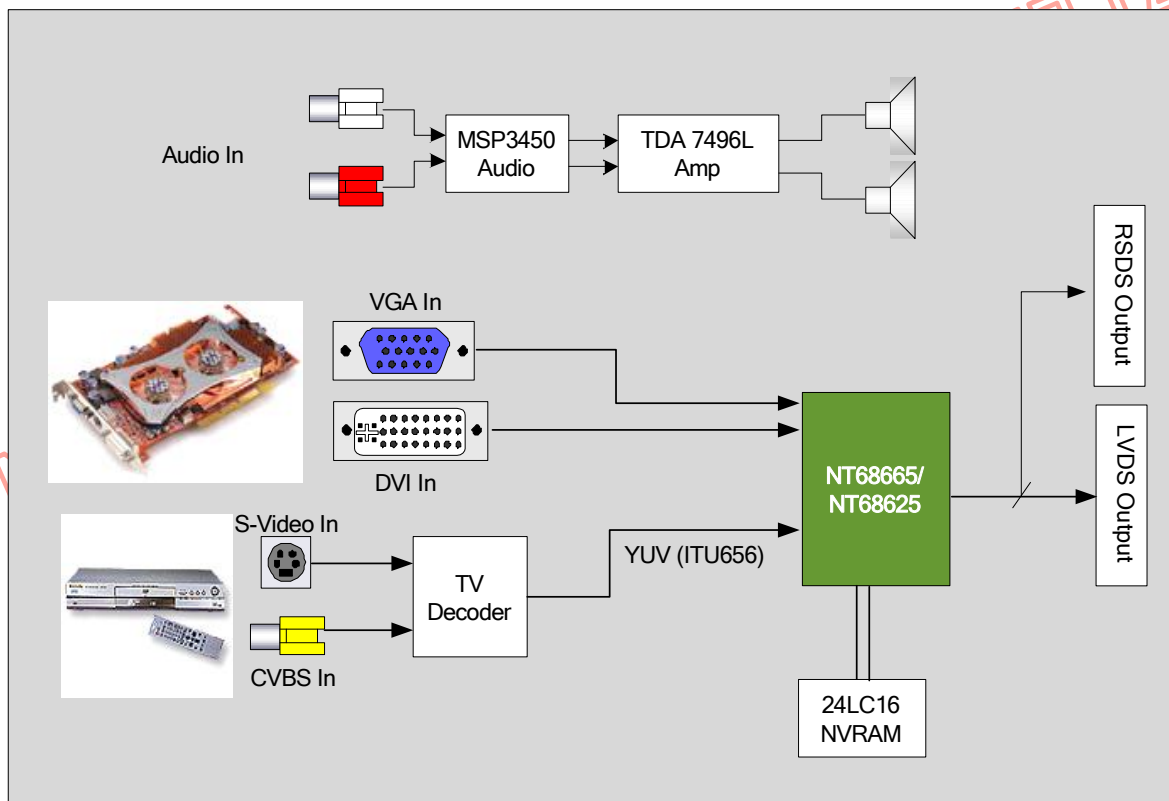 Audio In
MSP3450
Audio
TDA 7496L
Amp
RSDS Output
VGA In
DVI In
NT68665/
NT68625
LVDS Output
S-Video In
TV
Decoder
YUV (ITU656)
CVBS In
24LC16
NVRAM